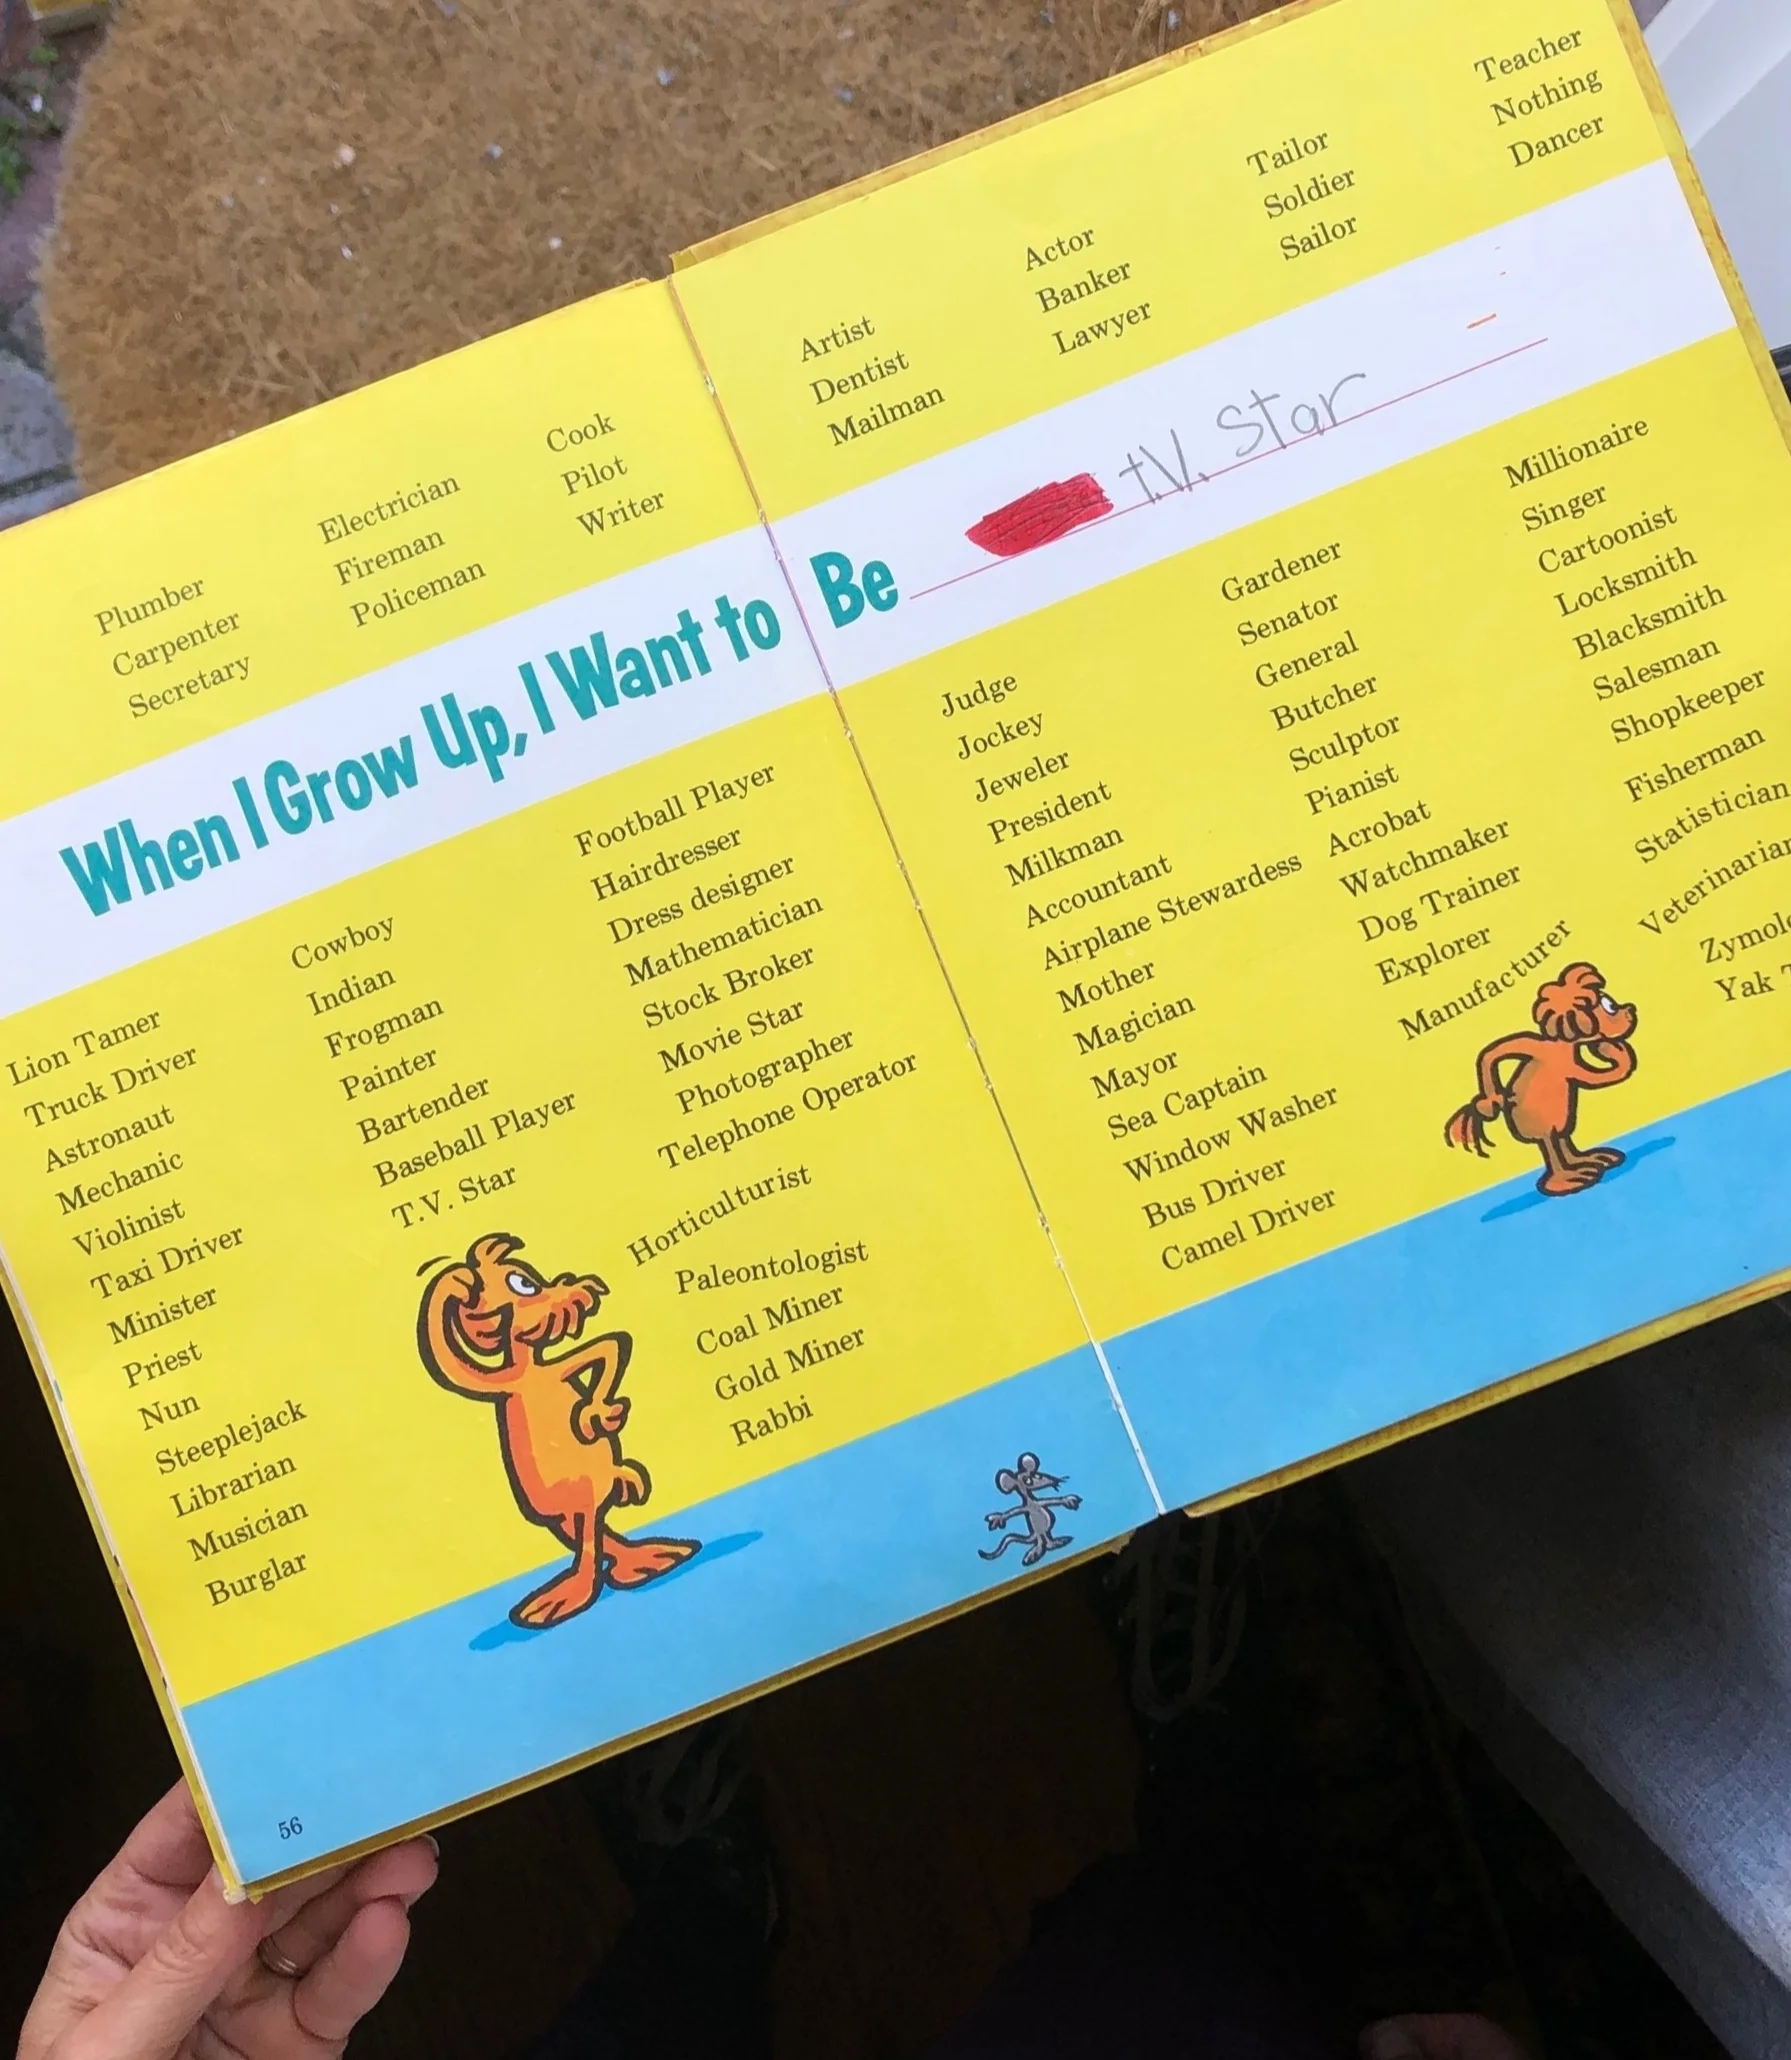 Plumber
Carpenter
Secretary
Electrician
Fireman
Policeman
Cook
Pilot
Writer
Artist
Dentist
Mailman
Actor
Banker
Lawyer
Tailor
Soldier
Sailor
Teacher
Nothing
Dancer
When I Grow Up, I Want to Be t.V. Star
Lion Tamer
Truck Driver
Astronaut
Mechanic
Violinist
Taxi Driver
Minister
Priest
Nun
Steeplejack
Librarian
Musician
Burglar
Cowboy
Indian
Frogman
Painter
Bartender
Baseball Player
T.V. Star
Football Player
Hairdresser
Dress designer
Mathematician
Stock Broker
Movie Star
Photographer
Telephone Operator
Horticulturist
Paleontologist
Coal Miner
Gold Miner
Rabbi
Judge
Jockey
Jeweler
President
Milkman
Accountant
Airplane Stewardess
Mother
Magician
Mayor
Sea Captain
Window Washer
Bus Driver
Camel Driver
Gardener
Senator
General
Butcher
Sculptor
Pianist
Acrobat
Watchmaker
Dog Trainer
Explorer
Manufacturer
Millionaire
Singer
Cartoonist
Locksmith
Blacksmith
Salesman
Shopkeeper
Fisherman
Statistician
Veterinarian
Yak
56